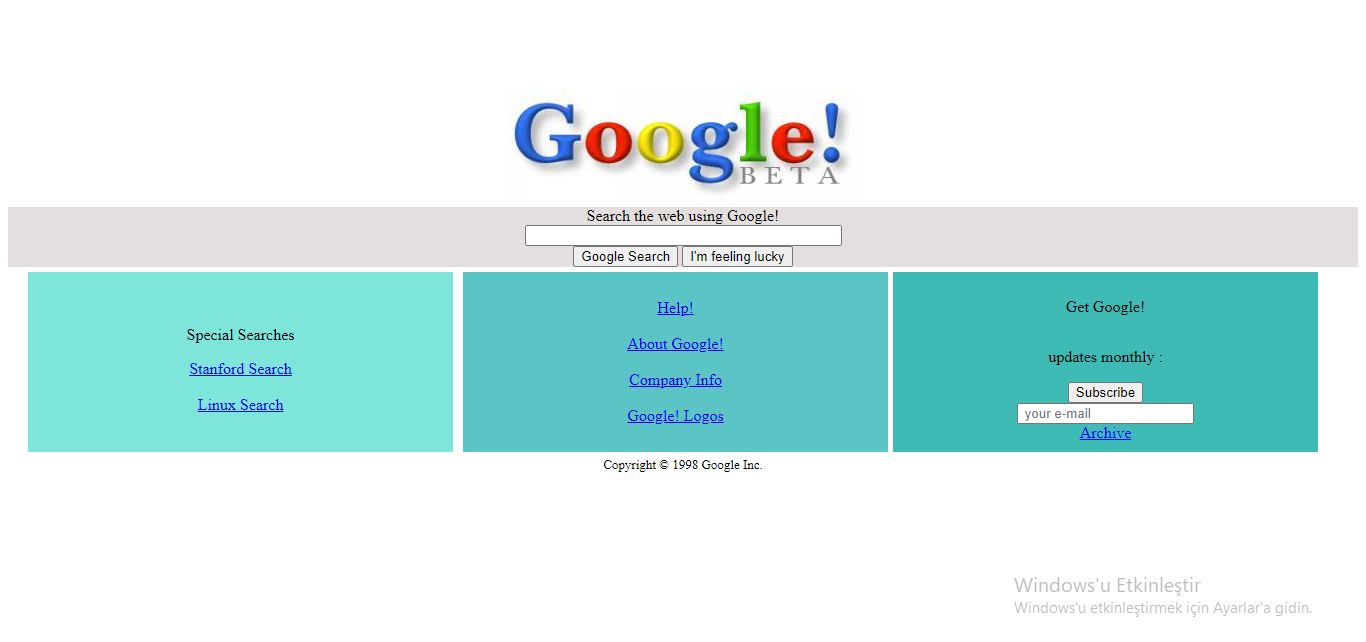 Google!
BETA
Search the web using Google!
Google Search I'm feeling lucky
Special Searches
Stanford Search
Linux Search
Help!
About Google!
Company Info
Google! Logos
Get Google!
updates monthly :
Subscribe
your e-mail
Archive
Copyright © 1998 Google Inc.
Windows'u Etkinleştir
Windows'u etkinleştirmek için Ayarlar'a gidin.